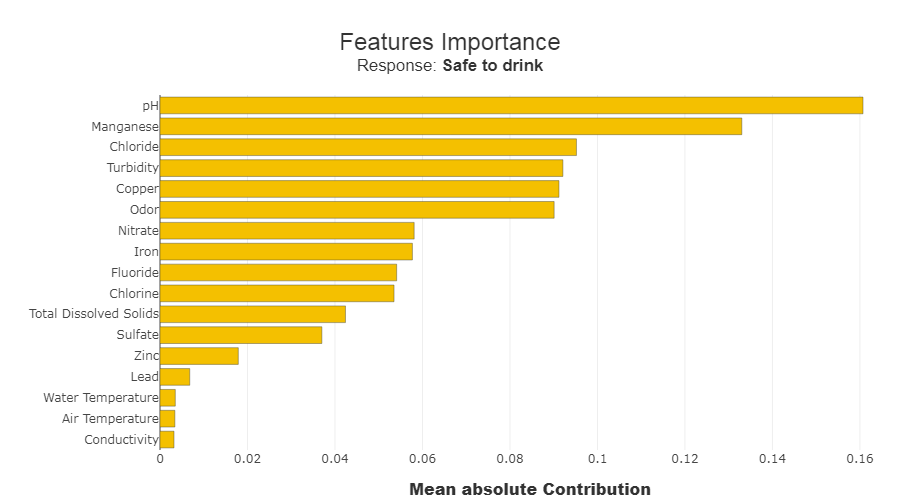 Features Importance
Response: Safe to drink
pH
Manganese
Chloride
Turbidity
Copper
Odor
Nitrate
Iron
Fluoride
Chlorine
Total Dissolved Solids
Sulfate
Zinc
Lead
Water Temperature
Air Temperature
Conductivity
0 0.02 0.04 0.06 0.08 0.1 0.12 0.14 0.16
Mean absolute Contribution